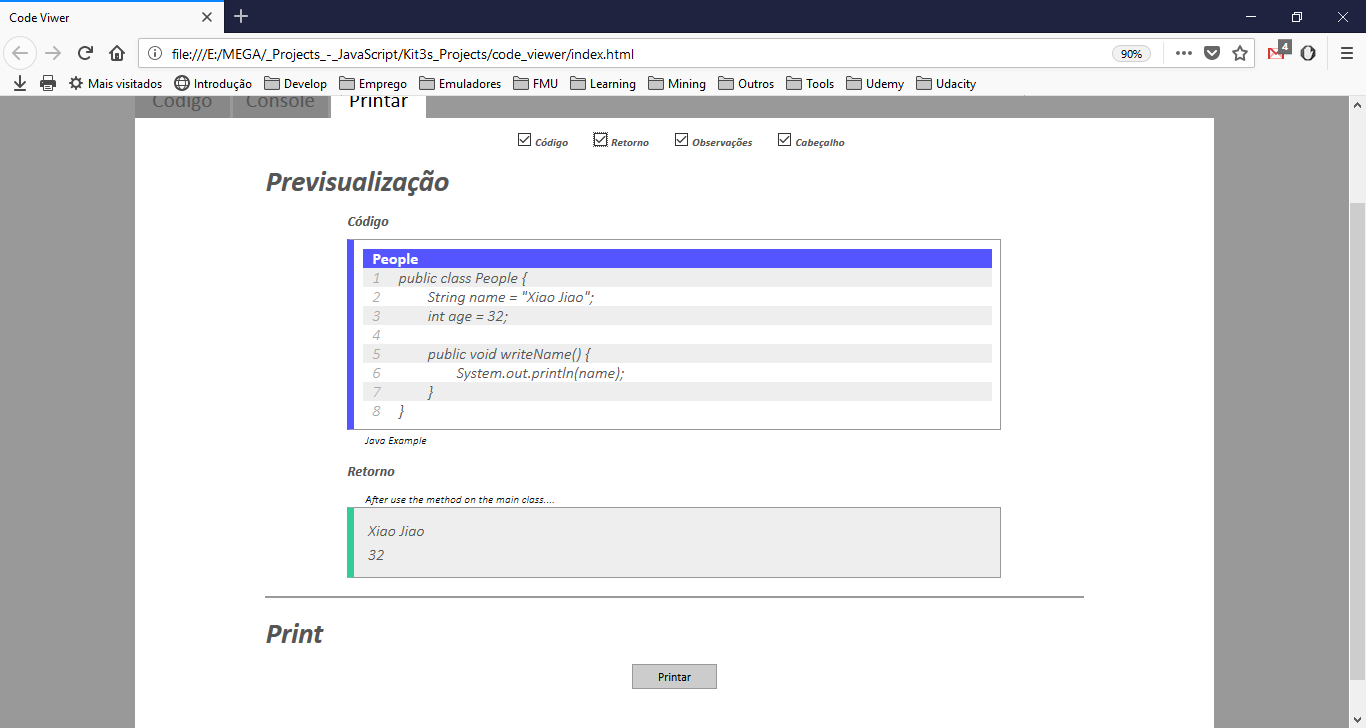 Code Viwer
file:///E:/MEGA/_Projects_-_JavaScript/Kit3s_Projects/code_viewer/index.html 90% 4
Mais visitados Introdução Develop Emprego Emuladores FMU Learning Mining Outros Tools Udemy Udacity
Código Console Printar
Código Retorno Observações Cabeçalho
Previsualização
Código
People
1 public class People {
2 String name = "Xiao Jiao";
3 int age = 32;
4
5 public void writeName() {
6 System.out.println(name);
7 }
8 }
Java Example
Retorno
After use the method on the main class....
Xiao Jiao
32
Print
Printar